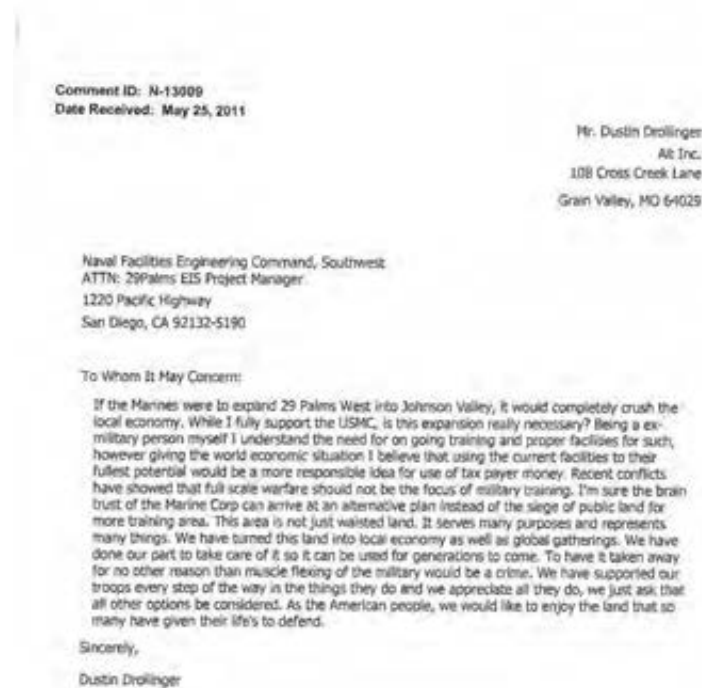 Comment ID: N-13009
Date Received: May 25, 2011
Mr. Dustin Drollinger
Alt Inc.
108 Cross Creek Lane
Grain Valley, MO 64029
Naval Facilities Engineering Command, Southwest
ATTN: 29Palms EIS Project Manager
1220 Pacific Highway
San Diego, CA 92132-5190
To Whom It May Concern:
If the Marines were to expand 29 Palms West into Johnson Valley, it would completely crush the
local economy. While I fully support the USMC, is this expansion really necessary? Being a ex-
military person myself I understand the need for on going training and proper facilities for such,
however giving the world economic situation I believe that using the current facilities to their
fullest potential would be a more responsible idea for use of tax payer money. Recent conflicts
have showed that full scale warfare should not be the focus of military training. I'm sure the brain
trust of the Marine Corp can arrive at an alternative plan instead of the siege of public land for
more training area. This area is not just waisted land. It serves many purposes and represents
many things. We have turned this land into local economy as well as global gatherings. We have
done our part to take care of it so it can be used for generations to come. To have it taken away
for no other reason than muscle flexing of the military would be a crime. We have supported our
troops every step of the way in the things they do and we appreciate all they do, we just ask that
all other options be considered. As the American people, we would like to enjoy the land that so
many have given their life's to defend.
Sincerely,
Dustin Drollinger